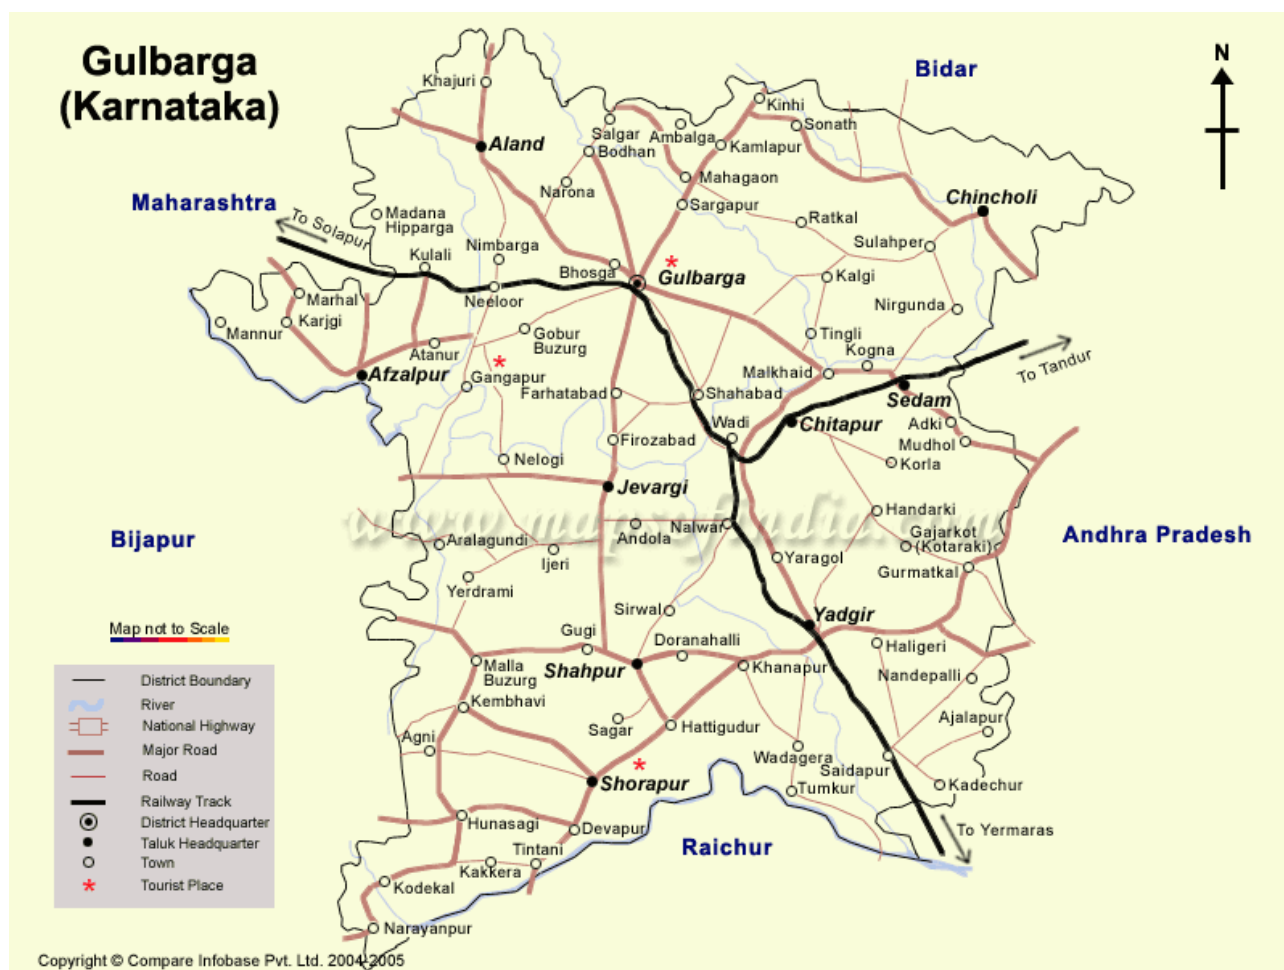 Gulbarga
(Karnataka)
N
Bidar
Khajuri
Kinhi
Salgar
Ambalga
Sonath
Aland
Bodhan
Kamlapur
Narona
Mahagaon
Maharashtra
Chincholi
Madana
Hipparga
Sargapur
Ratkal
To Solapur
Kulali
Nimbarga
Sulahper
Bhosga
Gulbarga
Kalgi
Marhal
Neeloor
Nirgunda
Mannur
Karjgi
Gobur
Buzurg
Tingli
Atanur
Kogna
To Tandur
Afzalpur
Gangapur
Malkhaid
Farhatabad
Shahabad
Sedam
Wadi
Chitapur
Adki
Firozabad
Mudhol
Nelogi
Korla
Jevargi
www.mapsofindia.com
Handarki
Nalwar
Bijapur
Aralagundi
Andola
Gajarkot
(Kotaraki)
Andhra Pradesh
Ijeri
Yaragol
Gurmatkal
Yerdrami
Sirwal
Yadgir
Map not to Scale
Gugi
Doranahalli
Haligeri
Malla
Buzurg
Shahpur
Khanapur
Nandepalli
District Boundary
River
National Highway
Major Road
Road
Railway Track
District Headquarter
Taluk Headquarter
Town
Tourist Place
Kembhavi
Sagar
Hattigudur
Ajalapur
Agni
Wadagera
Saidapur
Shorapur
Tumkur
Kadechur
Hunasagi
Devapur
To Yermaras
Raichur
Tintani
Kakkera
Kodekal
Narayanpur
Copyright © Compare Infobase Pvt. Ltd. 2004-2005